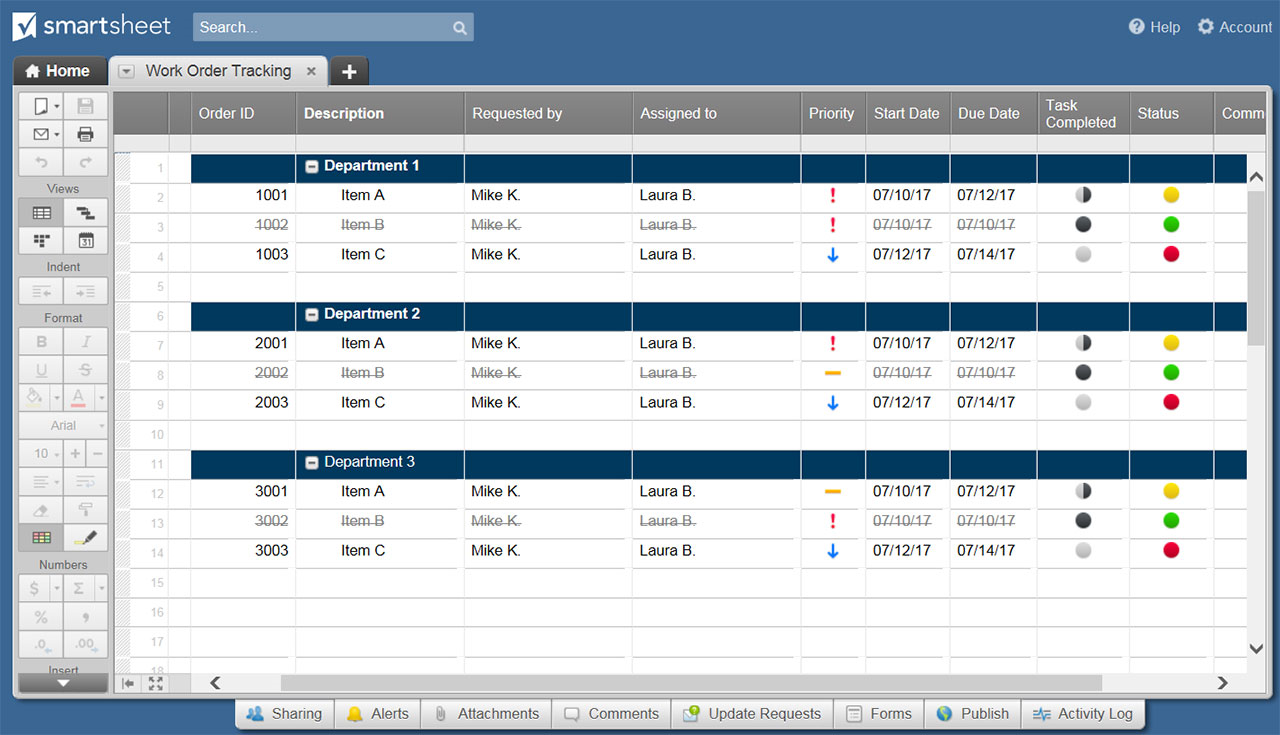 smartsheet
Search...
Help
Account
Home
Work Order Tracking
Order ID Description Requested by Assigned to Priority Start Date Due Date Task Completed Status Comm
1 Department 1
2 1001 Item A Mike K. Laura B. ! 07/10/17 07/12/17
3 1002 Item B Mike K. Laura B. ! 07/10/17 07/10/17
4 1003 Item C Mike K. Laura B. 07/12/17 07/14/17
5
6 Department 2
7 2001 Item A Mike K. Laura B. ! 07/10/17 07/12/17
8 2002 Item B Mike K. Laura B. 07/10/17 07/10/17
9 2003 Item C Mike K. Laura B. 07/12/17 07/14/17
10
11 Department 3
12 3001 Item A Mike K. Laura B. 07/10/17 07/12/17
13 3002 Item B Mike K. Laura B. ! 07/10/17 07/10/17
14 3003 Item C Mike K. Laura B. 07/12/17 07/14/17
15
16
17
18
Views
31
Indent
Format
B I
U S
A
Arial
10 + −
Numbers
$ Σ
% ,
.0 .00
Insert
Sharing Alerts Attachments Comments Update Requests Forms Publish Activity Log